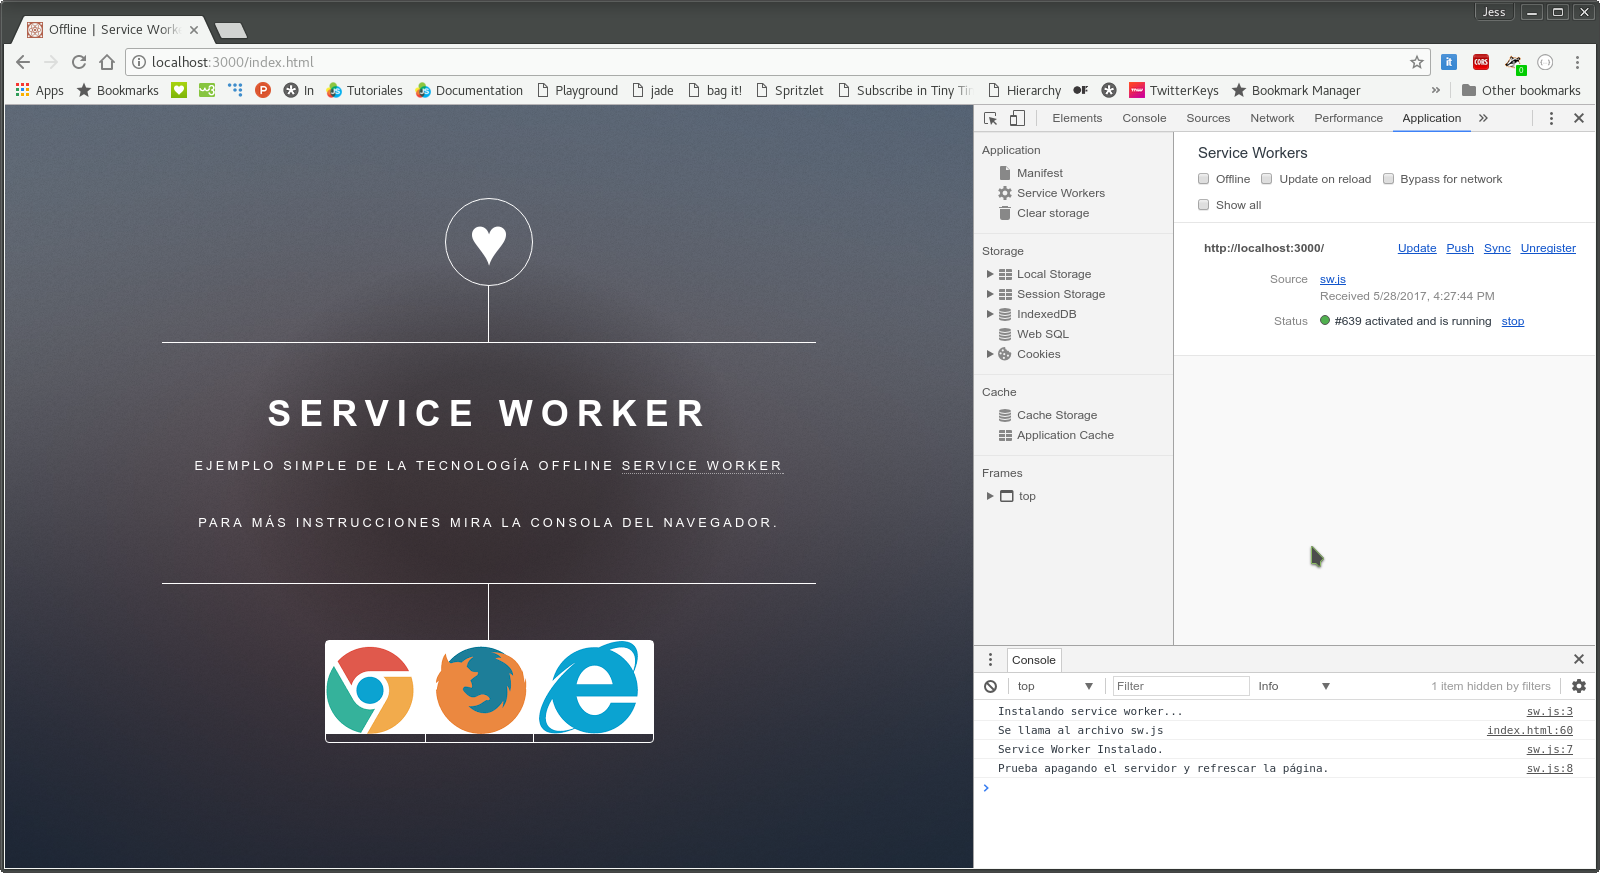 Jess
Offline | Service Work
localhost:3000/index.html
it
CORS
0
Apps
Bookmarks
In
Tutoriales
Documentation
Playground
jade
bag it!
Spritzlet
Subscribe in Tiny Tin
Hierarchy
TwitterKeys
Bookmark Manager
»
Other bookmarks
♥
SERVICE WORKER
EJEMPLO SIMPLE DE LA TECNOLOGÍA OFFLINE SERVICE WORKER
PARA MÁS INSTRUCCIONES MIRA LA CONSOLA DEL NAVEGADOR.
Elements Console Sources Network Performance Application »
Application
Manifest
Service Workers
Clear storage
Storage
Local Storage
Session Storage
IndexedDB
Web SQL
Cookies
Cache
Cache Storage
Application Cache
Frames
top
Service Workers
Offline Update on reload Bypass for network
Show all
http://localhost:3000/ Update Push Sync Unregister
Source sw.js
Received 5/28/2017, 4:27:44 PM
Status #639 activated and is running stop
Console
top Filter Info 1 item hidden by filters
Instalando service worker... sw.js:3
Se llama al archivo sw.js index.html:60
Service Worker Instalado. sw.js:7
Prueba apagando el servidor y refrescar la página. sw.js:8